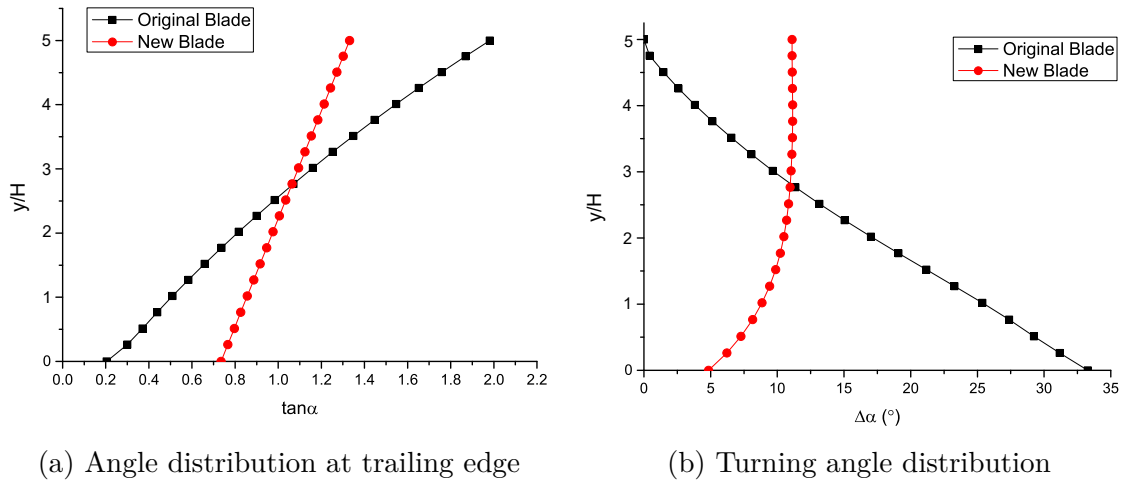 Original Blade
New Blade
5
4
3
2
1
0
y/H
0.0 0.2 0.4 0.6 0.8 1.0 1.2 1.4 1.6 1.8 2.0 2.2
tanα
(a) Angle distribution at trailing edge
Original Blade
New Blade
5
4
3
2
1
0
y/H
0 5 10 15 20 25 30 35
Δα (°)
(b) Turning angle distribution